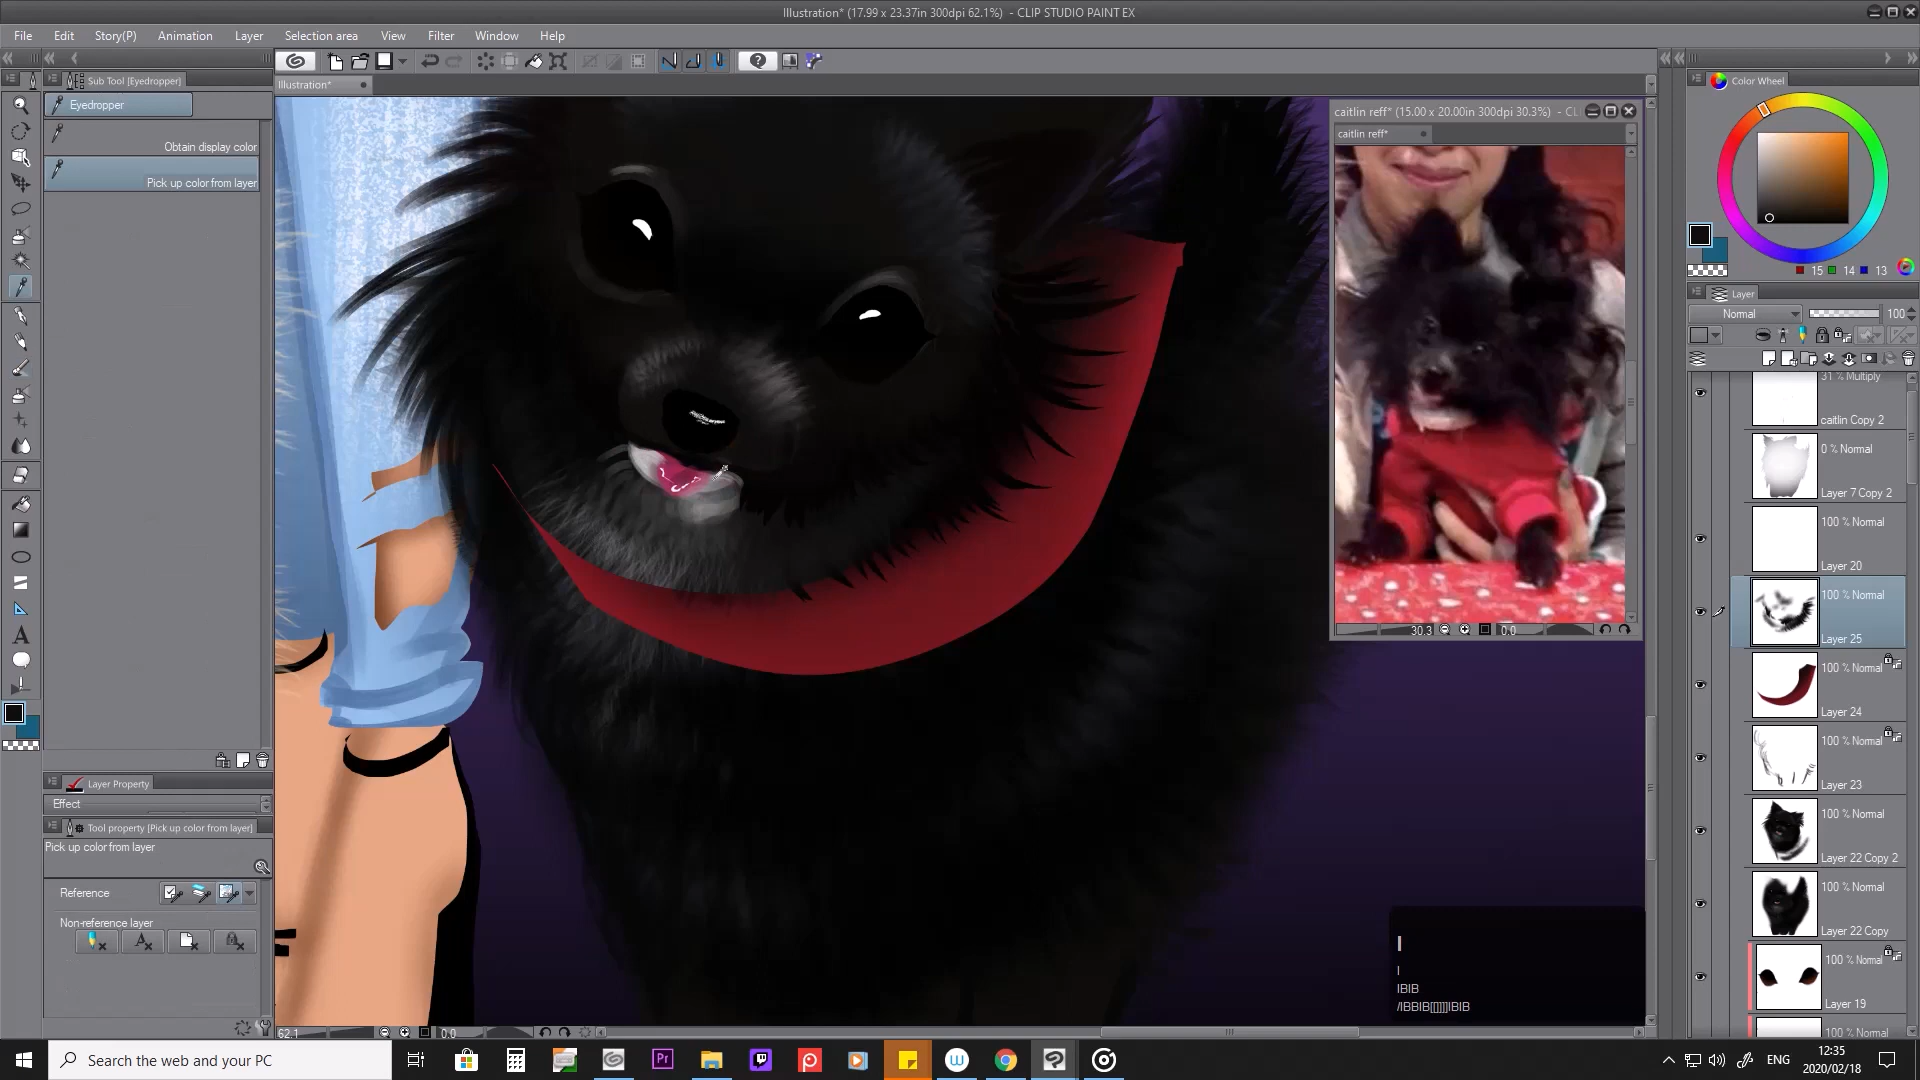 Illustration* (17.99 x 23.37in 300dpi 62.1%) - CLIP STUDIO PAINT EX
File Edit Story(P) Animation Layer Selection area View Filter Window Help
Sub Tool [Eyedropper]
Illustration*
Eyedropper
Obtain display color
Pick up color from layer
caitlin reff* (15.00 x 20.00in 300dpi 30.3%) - CLI
caitlin reff*
30.3 0.0
Color Wheel
15 14 13
Layer
Normal 100
31 % Multiply
caitlin Copy 2
0 % Normal
Layer 7 Copy 2
100 % Normal
Layer 20
100 % Normal
Layer 25
100 % Normal
Layer 24
100 % Normal
Layer 23
100 % Normal
Layer 22 Copy 2
100 % Normal
Layer 22 Copy
100 % Normal
Layer 19
100 % Normal
Layer Property
Effect
Tool property [Pick up color from layer]
Pick up color from layer
Reference
Non-reference layer
62.1 0.0
I
I
IBIB
/IBBIB[[]]]]IBIB
Search the web and your PC
Pr
ENG
12:35
2020/02/18